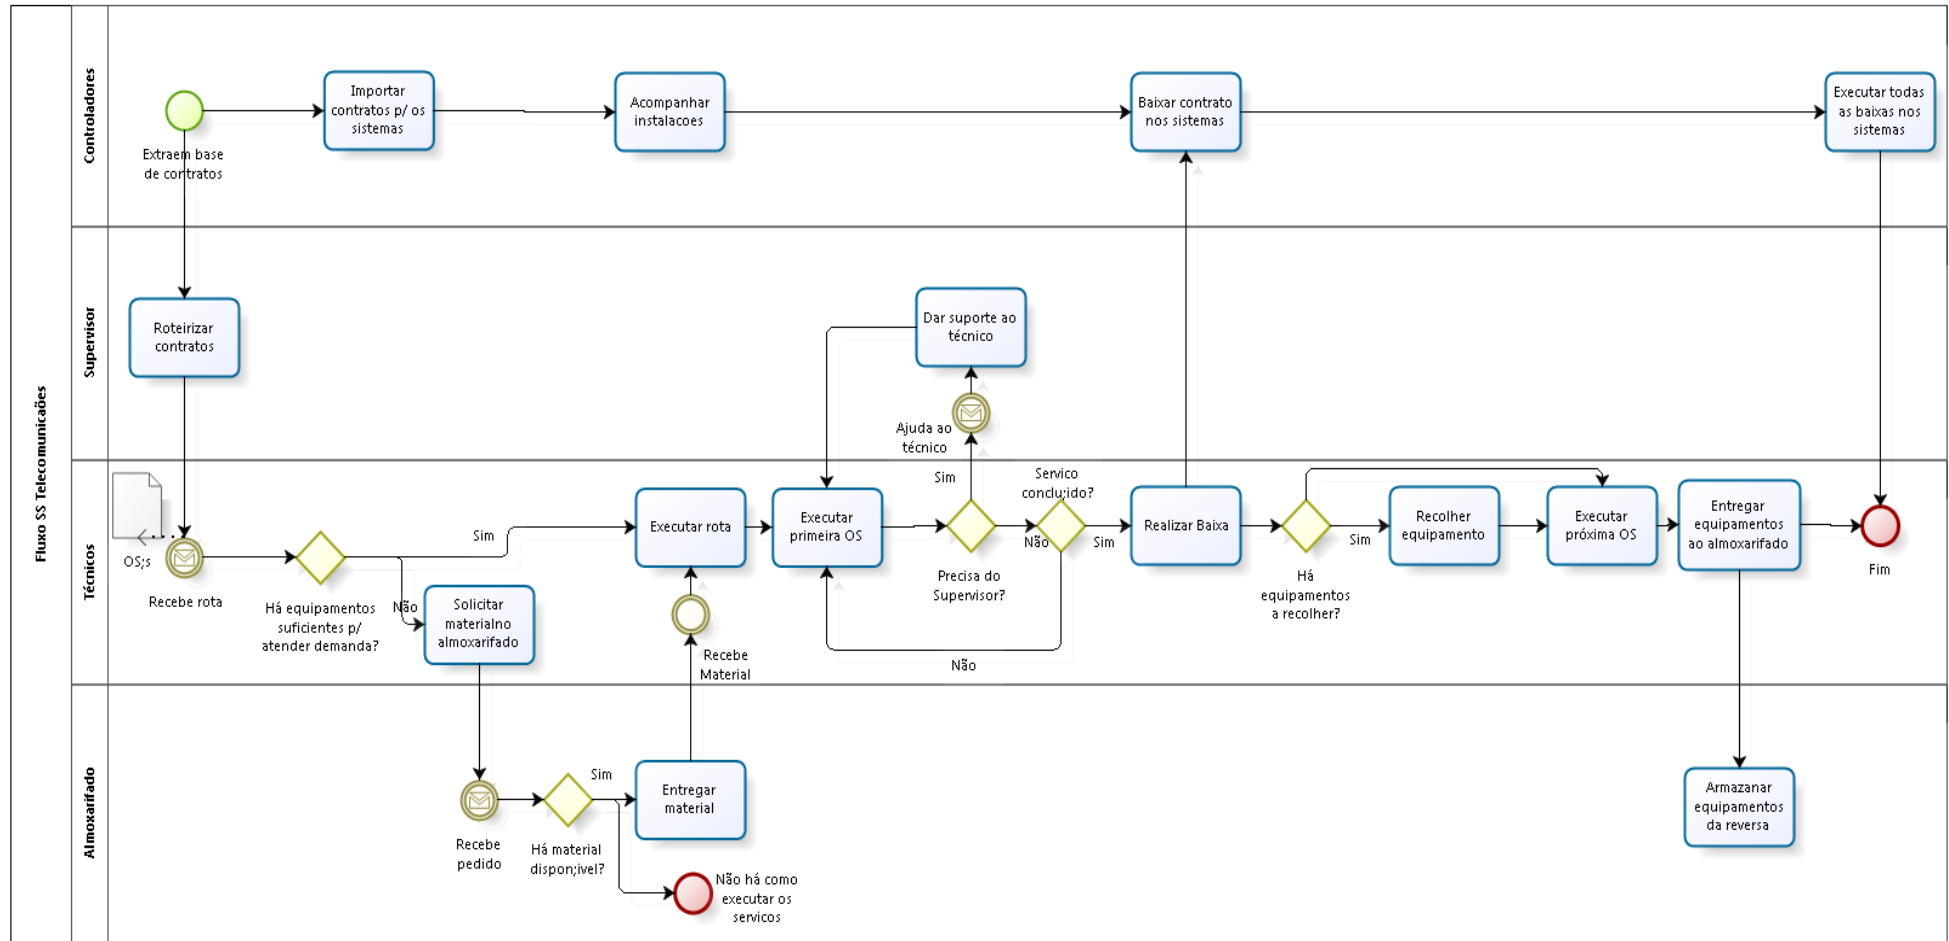 Fluxo SS Telecomunicaões
Controladores
Extraem base
de contratos
Importar
contratos p/ os
sistemas
Acompanhar
instalacoes
Baixar contrato
nos sistemas
Executar todas
as baixas nos
sistemas
Supervisor
Roteirizar
contratos
Dar suporte ao
técnico
Ajuda ao
técnico
Técnicos
OS;s
Recebe rota
Há equipamentos
suficientes p/
atender demanda?
Sim
Não
Solicitar
materialno
almoxarifado
Executar rota
Recebe
Material
Executar
primeira OS
Sim
Precisa do
Supervisor?
Não
Servico
conclu;ido?
Sim
Não
Realizar Baixa
Há
equipamentos
a recolher?
Sim
Recolher
equipamento
Executar
próxima OS
Entregar
equipamentos
ao almoxarifado
Fim
Almoxarifado
Recebe
pedido
Há material
dispon;ivel?
Sim
Entregar
material
Não há como
executar os
servicos
Armazanar
equipamentos
da reversa